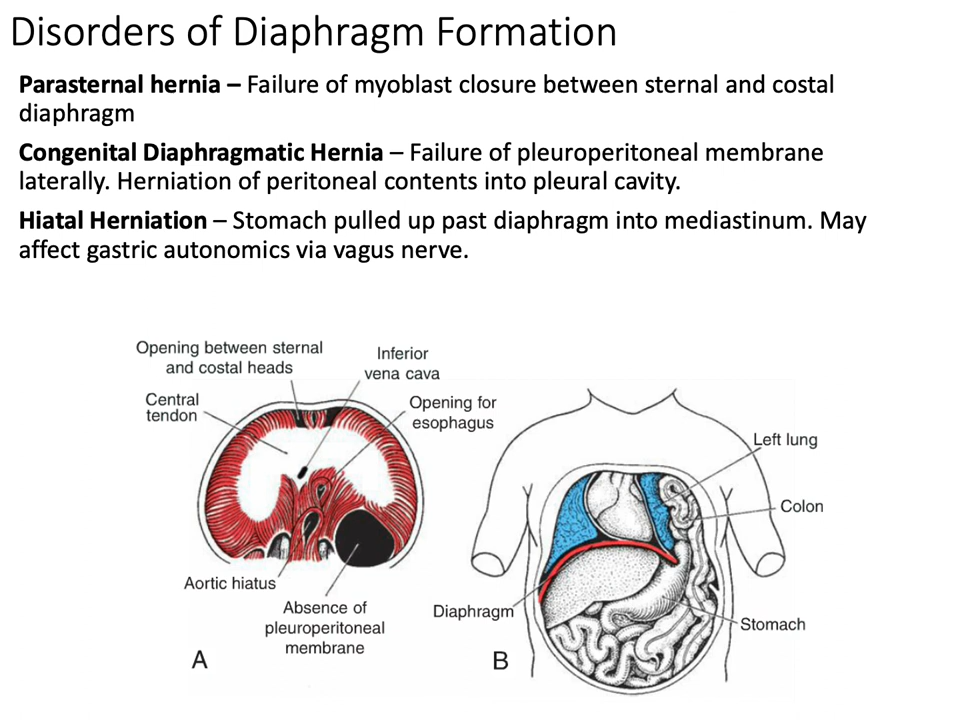 Disorders of Diaphragm Formation
Parasternal hernia – Failure of myoblast closure between sternal and costal
diaphragm
Congenital Diaphragmatic Hernia – Failure of pleuroperitoneal membrane
laterally. Herniation of peritoneal contents into pleural cavity.
Hiatal Herniation – Stomach pulled up past diaphragm into mediastinum. May
affect gastric autonomics via vagus nerve.
Opening between sternal
and costal heads
Inferior
vena cava
Central
tendon
Opening for
esophagus
Aortic hiatus
Absence of
pleuroperitoneal
membrane
A
Left lung
Colon
Diaphragm
Stomach
B